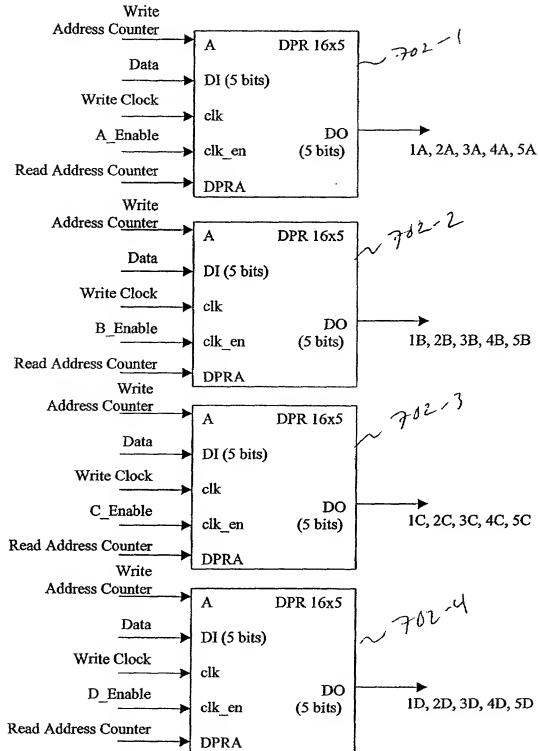 Write
Address Counter
A DPR 16x5
702-1
Data
DI (5 bits)
Write Clock
clk
A_Enable
clk_en
DO
(5 bits)
1A, 2A, 3A, 4A, 5A
Read Address Counter
DPRA
Write
Address Counter
A DPR 16x5
702-2
Data
DI (5 bits)
Write Clock
clk
B_Enable
clk_en
DO
(5 bits)
1B, 2B, 3B, 4B, 5B
Read Address Counter
DPRA
Write
Address Counter
A DPR 16x5
702-3
Data
DI (5 bits)
Write Clock
clk
C_Enable
clk_en
DO
(5 bits)
1C, 2C, 3C, 4C, 5C
Read Address Counter
DPRA
Write
Address Counter
A DPR 16x5
702-4
Data
DI (5 bits)
Write Clock
clk
D_Enable
clk_en
DO
(5 bits)
1D, 2D, 3D, 4D, 5D
Read Address Counter
DPRA